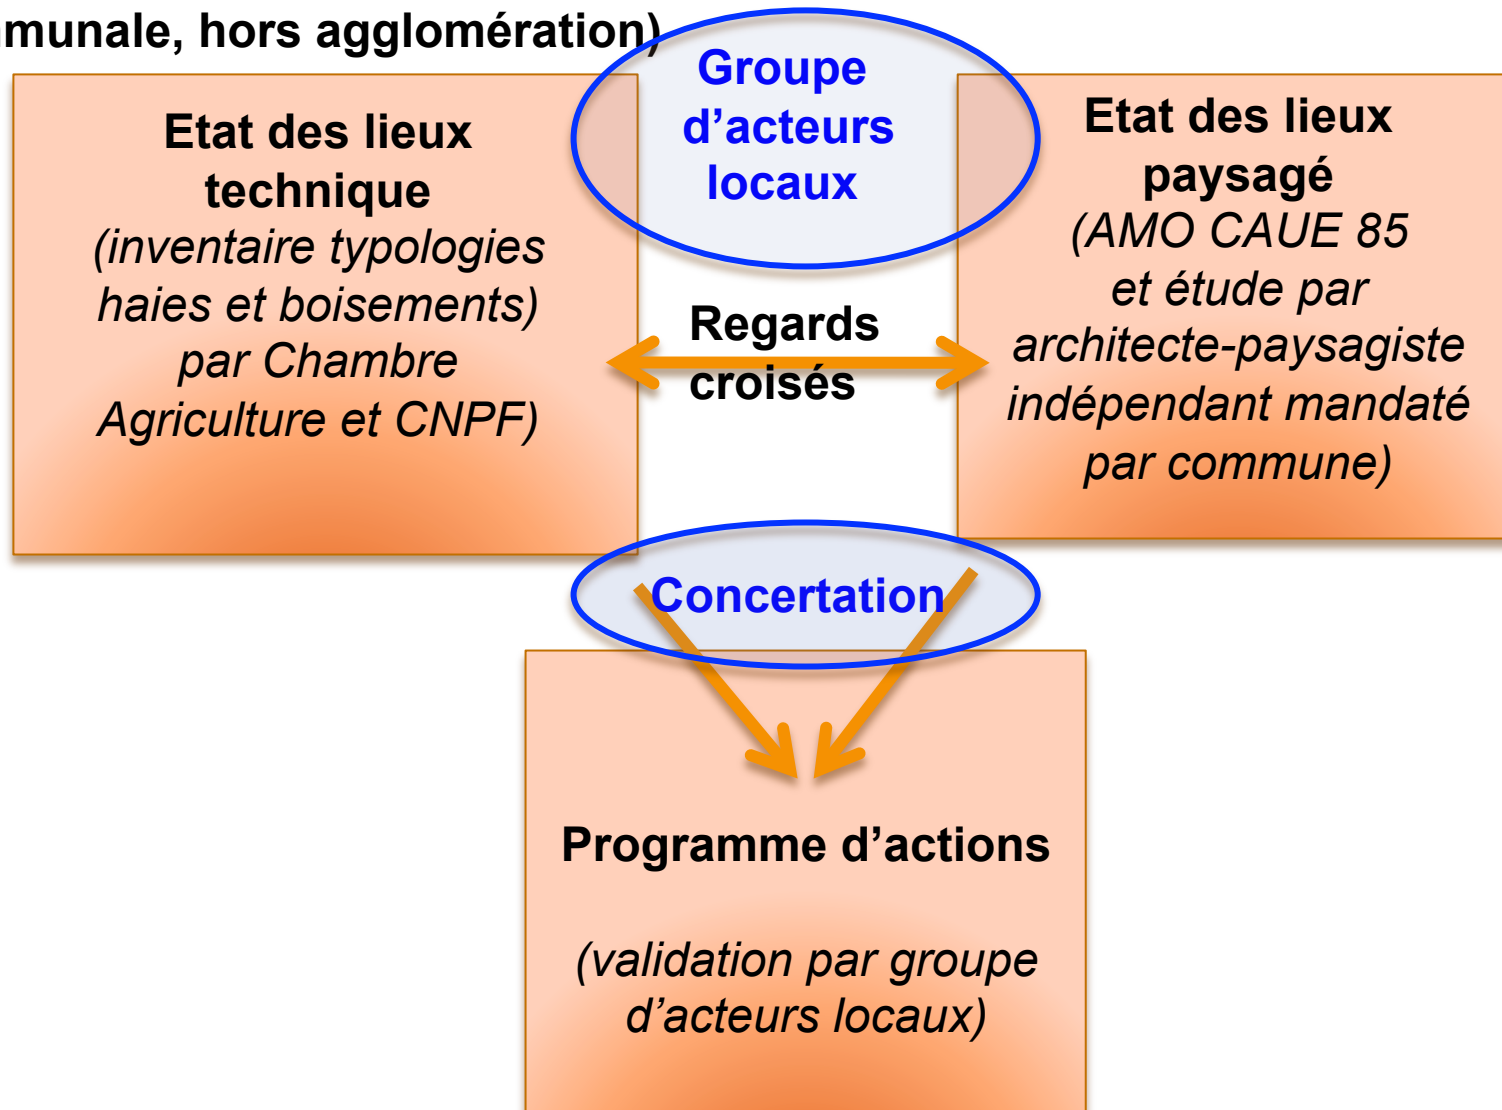 munale, hors agglomération)
Groupe
d’acteurs
locaux
Etat des lieux
technique
(inventaire typologies
haies et boisements)
par Chambre
Agriculture et CNPF)
Regards
croisés
Etat des lieux
paysagé
(AMO CAUE 85
et étude par
architecte-paysagiste
indépendant mandaté
par commune)
Concertation
Programme d’actions
(validation par groupe
d’acteurs locaux)